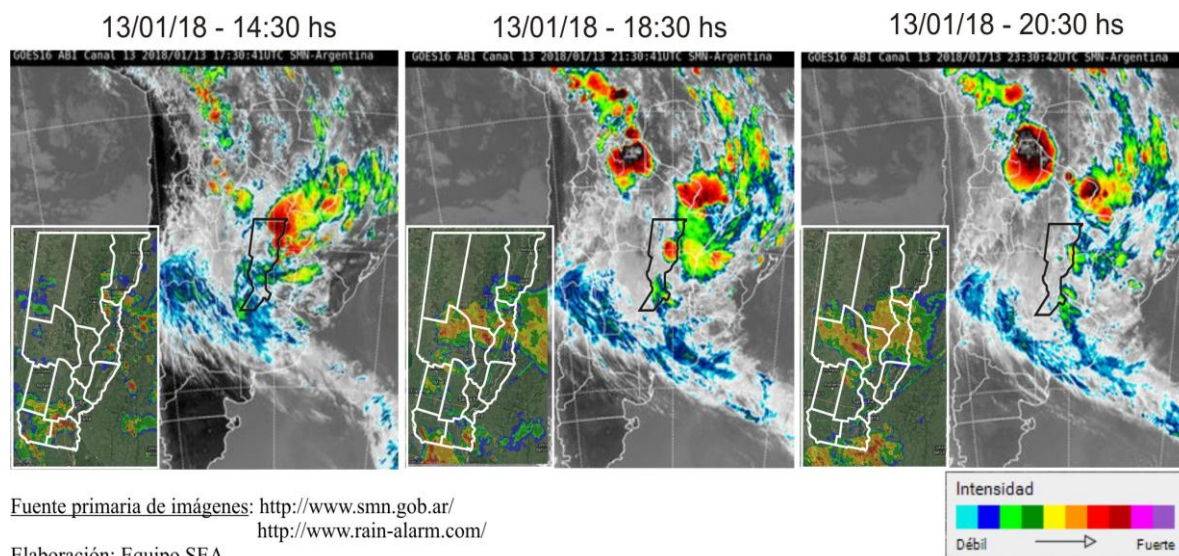 13/01/18 - 14:30 hs
13/01/18 - 18:30 hs
13/01/18 - 20:30 hs
GOES16 ABI Canal 13 2018/01/13 17:30:41UTC SMN-Argentina
GOES16 ABI Canal 13 2018/01/13 21:30:41UTC SMN-Argentina
GOES16 ABI Canal 13 2018/01/13 23:30:42UTC SMN-Argentina
Fuente primaria de imágenes: http://www.smn.gob.ar/
http://www.rain-alarm.com/
Elaboración: Equipo SEA
Intensidad
Débil
Fuerte